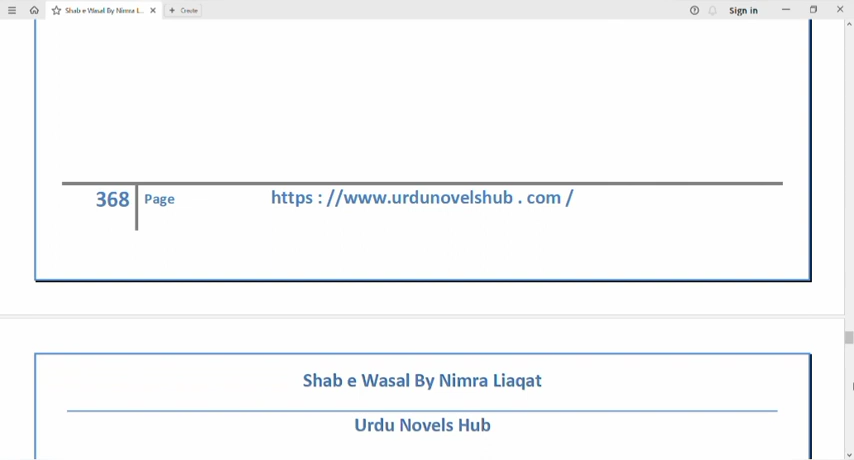 Shab e Wasal By Nimra L...
Create
Sign in
368 Page https : //www.urdunovelshub . com /
Shab e Wasal By Nimra Liaqat
Urdu Novels Hub